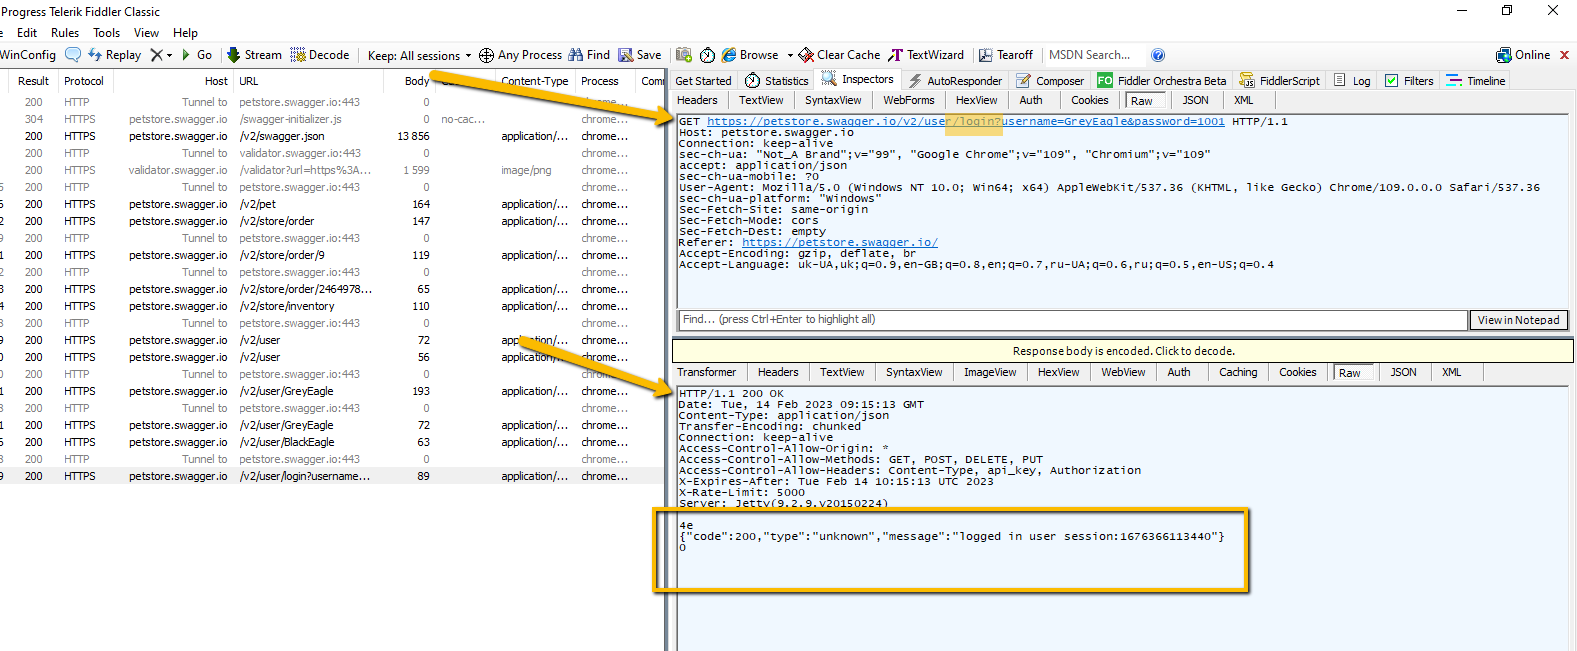 Progress Telerik Fiddler Classic
Edit Rules Tools View Help
WinConfig Replay Go Stream Decode Keep: All sessions Any Process Find Save Browse Clear Cache TextWizard Tearoff MSDN Search... Online
Result Protocol Host URL Body Content-Type Process
200 HTTP Tunnel to petstore.swagger.io:443 0 chrome...
304 HTTPS petstore.swagger.io /swagger-initializer.js 0 no-cac... chrome...
200 HTTPS petstore.swagger.io /v2/swagger.json 13 856 application/... chrome...
200 HTTP Tunnel to validator.swagger.io:443 0 chrome...
200 HTTPS validator.swagger.io /validator?url=https%3A... 1 599 image/png chrome...
200 HTTP Tunnel to petstore.swagger.io:443 0 chrome...
200 HTTPS petstore.swagger.io /v2/pet 164 application/... chrome...
200 HTTPS petstore.swagger.io /v2/store/order 147 application/... chrome...
200 HTTP Tunnel to petstore.swagger.io:443 0 chrome...
200 HTTPS petstore.swagger.io /v2/store/order/9 119 application/... chrome...
200 HTTP Tunnel to petstore.swagger.io:443 0 chrome...
200 HTTPS petstore.swagger.io /v2/store/order/2464978... 65 application/... chrome...
200 HTTPS petstore.swagger.io /v2/store/inventory 110 application/... chrome...
200 HTTP Tunnel to petstore.swagger.io:443 0 chrome...
200 HTTPS petstore.swagger.io /v2/user 72 application/... chrome...
200 HTTPS petstore.swagger.io /v2/user 56 application/... chrome...
200 HTTP Tunnel to petstore.swagger.io:443 0 chrome...
200 HTTPS petstore.swagger.io /v2/user/GreyEagle 193 application/... chrome...
200 HTTP Tunnel to petstore.swagger.io:443 0 chrome...
200 HTTPS petstore.swagger.io /v2/user/GreyEagle 72 application/... chrome...
200 HTTPS petstore.swagger.io /v2/user/BlackEagle 63 application/... chrome...
200 HTTP Tunnel to petstore.swagger.io:443 0 chrome...
200 HTTPS petstore.swagger.io /v2/user/login?username... 89 application/... chrome...
Get Started Statistics Inspectors AutoResponder Composer FO Fiddler Orchestra Beta FiddlerScript Log Filters Timeline
Headers TextView SyntaxView WebForms HexView Auth Cookies Raw JSON XML
GET https://petstore.swagger.io/v2/user/login?username=GreyEagle&password=1001 HTTP/1.1
Host: petstore.swagger.io
Connection: keep-alive
sec-ch-ua: "Not_A Brand";v="99", "Google Chrome";v="109", "Chromium";v="109"
accept: application/json
sec-ch-ua-mobile: ?0
User-Agent: Mozilla/5.0 (Windows NT 10.0; Win64; x64) AppleWebKit/537.36 (KHTML, like Gecko) Chrome/109.0.0.0 Safari/537.36
sec-ch-ua-platform: "Windows"
Sec-Fetch-Site: same-origin
Sec-Fetch-Mode: cors
Sec-Fetch-Dest: empty
Referer: https://petstore.swagger.io/
Accept-Encoding: gzip, deflate, br
Accept-Language: uk-UA,uk;q=0.9,en-GB;q=0.8,en;q=0.7,ru-UA;q=0.6,ru;q=0.5,en-US;q=0.4
Find... (press Ctrl+Enter to highlight all) View in Notepad
Response body is encoded. Click to decode.
Transformer Headers TextView SyntaxView ImageView HexView WebView Auth Caching Cookies Raw JSON XML
HTTP/1.1 200 OK
Date: Tue, 14 Feb 2023 09:15:13 GMT
Content-Type: application/json
Transfer-Encoding: chunked
Connection: keep-alive
Access-Control-Allow-Origin: *
Access-Control-Allow-Methods: GET, POST, DELETE, PUT
Access-Control-Allow-Headers: Content-Type, api_key, Authorization
X-Expires-After: Tue Feb 14 10:15:13 UTC 2023
X-Rate-Limit: 5000
Server: Jetty(9.2.9.v20150224)
4e
{"code":200,"type":"unknown","message":"logged in user session:1676366113440"}
0